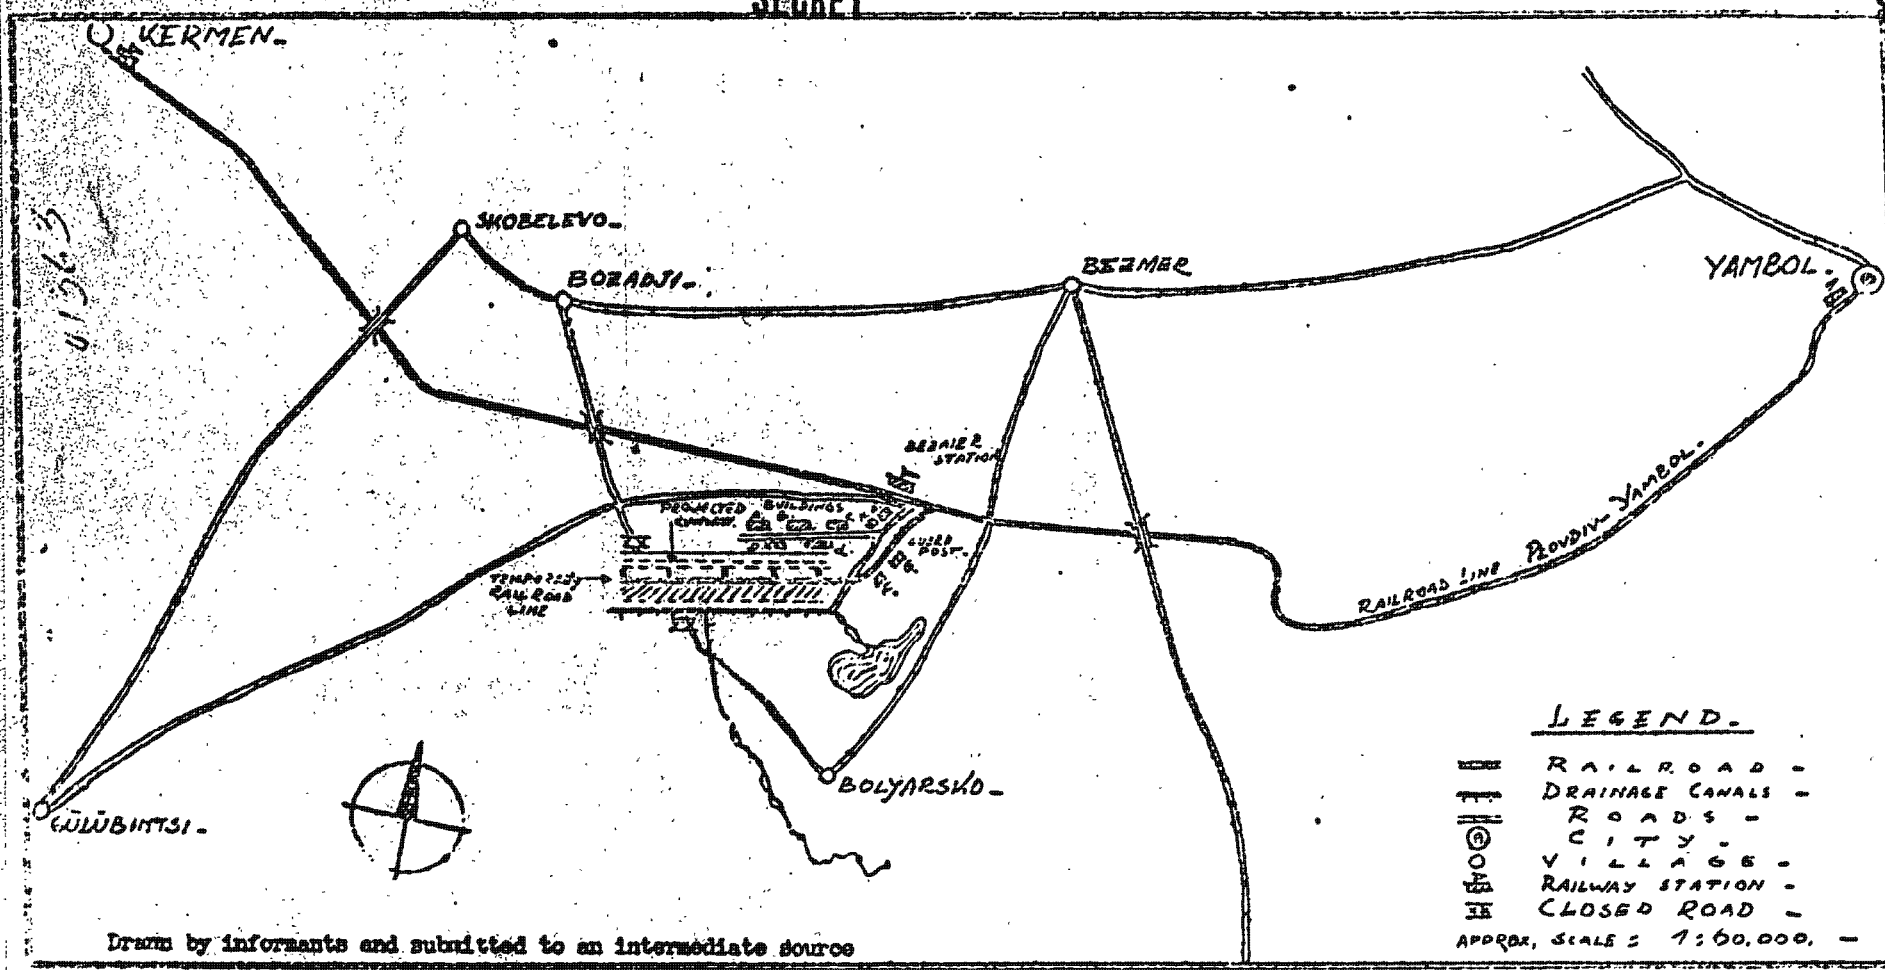 SECRET
KERMEN
SKOBELEVO
BOZADJI
BEZMER
YAMBOL
STATION
PROJECTED
BUILDINGS
GUARD
POST
TEMPORARY
RAILROAD
LINE
RAILROAD LINE PLOVDIV-YAMBOL
BOLYARSKO
GÜLÜBINTSI
LEGEND
RAILROAD
DRAINAGE CANALS
ROADS
CITY
VILLAGE
RAILWAY STATION
CLOSED ROAD
APPROX. SCALE : 1:60.000.
Drawn by informants and submitted to an intermediate source